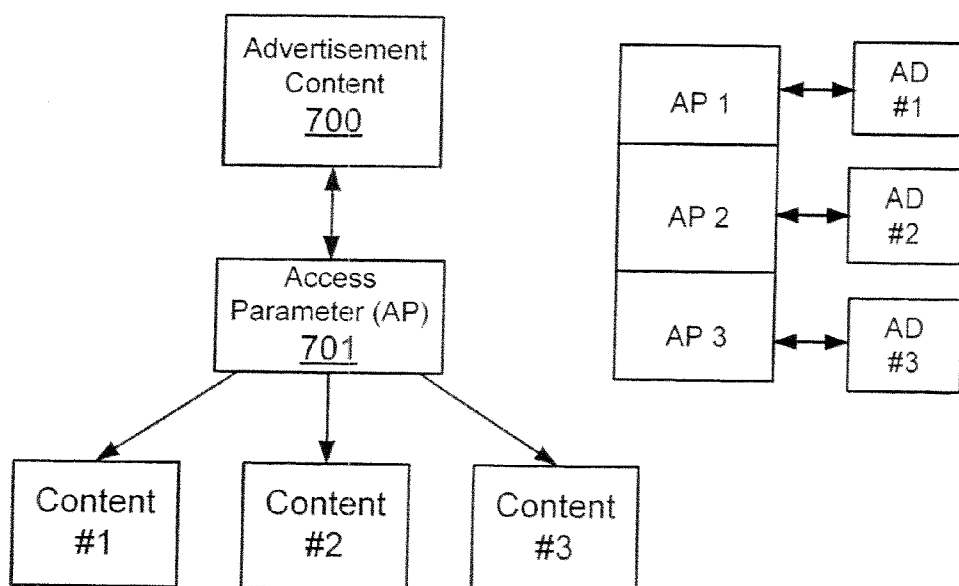 Advertisement
Content
700
Access
Parameter (AP)
701
Content
#1
Content
#2
Content
#3
AP 1
AD
#1
AP 2
AD
#2
AP 3
AD
#3